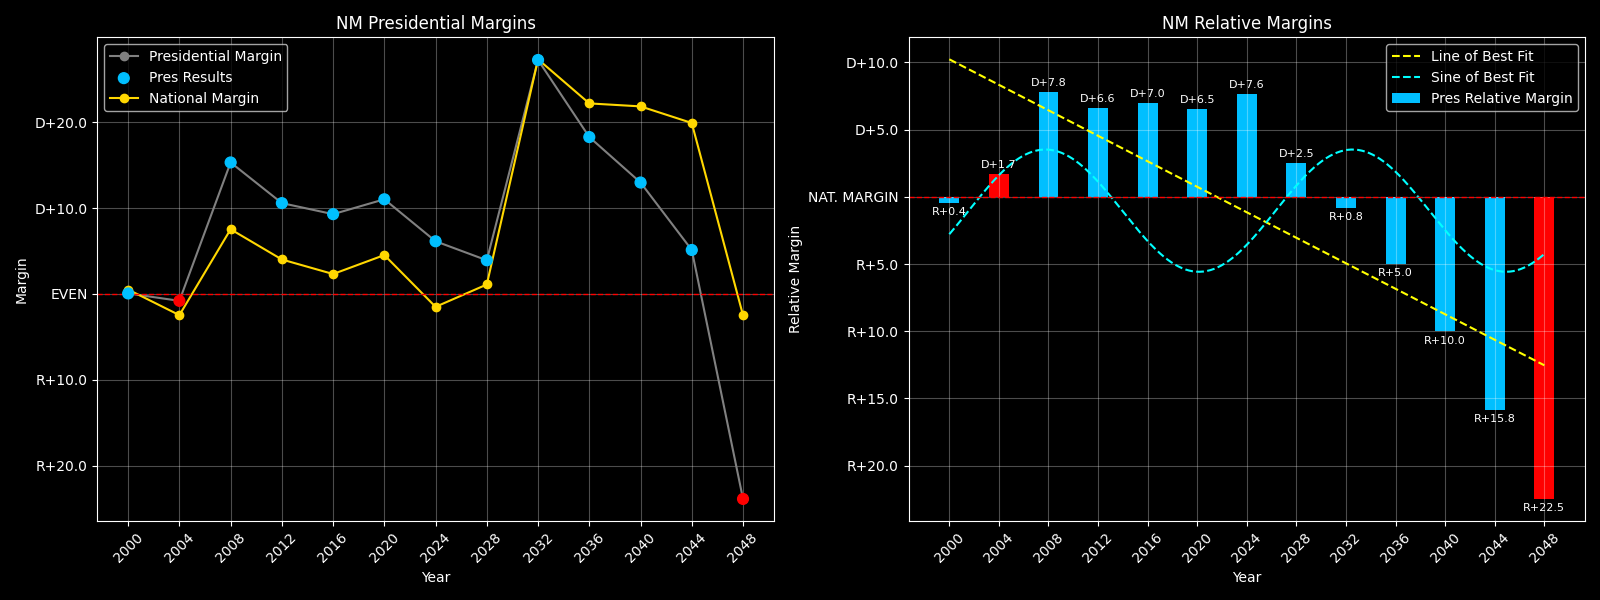 NM Presidential Margins
Presidential Margin
Pres Results
National Margin
Margin
D+20.0
D+10.0
EVEN
R+10.0
R+20.0
2000
2004
2008
2012
2016
2020
2024
2028
2032
2036
2040
2044
2048
Year
NM Relative Margins
Line of Best Fit
Sine of Best Fit
Pres Relative Margin
Relative Margin
D+10.0
D+5.0
NAT. MARGIN
R+5.0
R+10.0
R+15.0
R+20.0
R+0.4
D+1.7
D+7.8
D+6.6
D+7.0
D+6.5
D+7.6
D+2.5
R+0.8
R+5.0
R+10.0
R+15.8
R+22.5
2000
2004
2008
2012
2016
2020
2024
2028
2032
2036
2040
2044
2048
Year